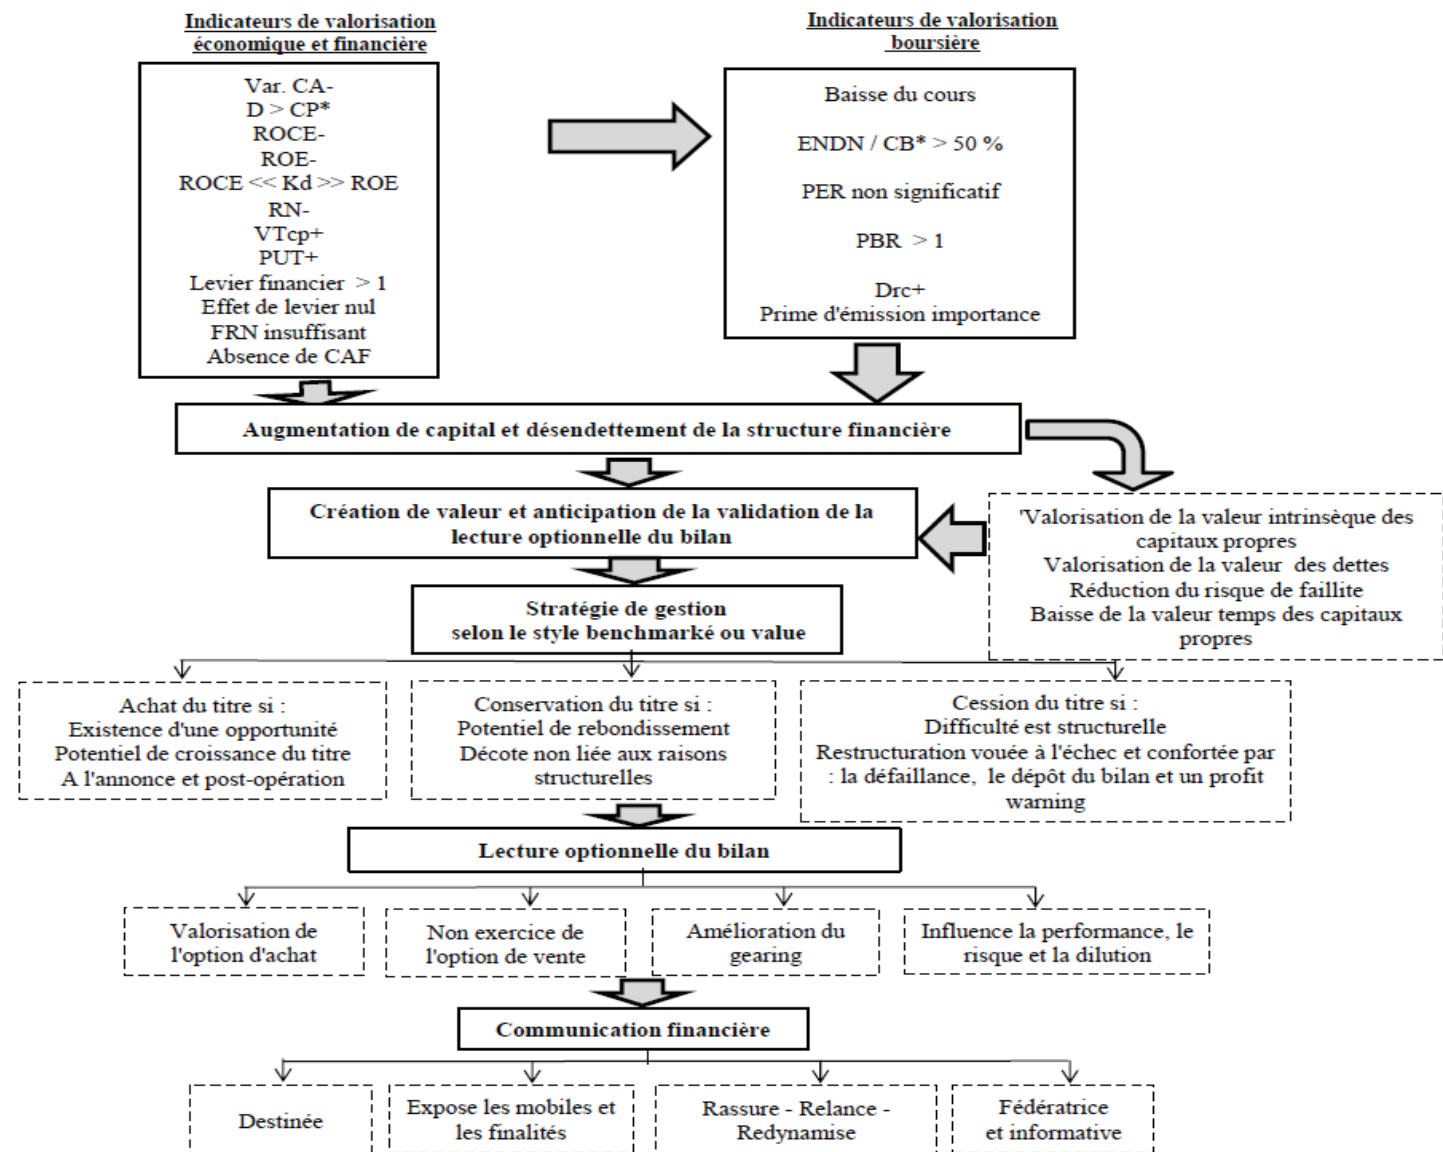 Indicateurs de valorisation
économique et financière
Indicateurs de valorisation
boursière
Var. CA-
D > CP*
ROCE-
ROE-
ROCE << Kd >> ROE
RN-
VTcp+
PUT+
Levier financier > 1
Effet de levier nul
FRN insuffisant
Absence de CAF
Baisse du cours
ENDN / CB* > 50 %
PER non significatif
PBR > 1
Drc+
Prime d'émission importance
Augmentation de capital et désendettement de la structure financière
Création de valeur et anticipation de la validation de la
lecture optionnelle du bilan
'Valorisation de la valeur intrinsèque des
capitaux propres
Valorisation de la valeur des dettes
Réduction du risque de faillite
Baisse de la valeur temps des capitaux
propres
Stratégie de gestion
selon le style benchmarké ou value
Achat du titre si :
Existence d'une opportunité
Potentiel de croissance du titre
A l'annonce et post-opération
Conservation du titre si :
Potentiel de rebondissement
Décote non liée aux raisons
structurelles
Cession du titre si :
Difficulté est structurelle
Restructuration vouée à l'échec et confortée par
: la défaillance, le dépôt du bilan et un profit
warning
Lecture optionnelle du bilan
Valorisation de
l'option d'achat
Non exercice de
l'option de vente
Amélioration du
gearing
Influence la performance, le
risque et la dilution
Communication financière
Destinée
Expose les mobiles et
les finalités
Rassure - Relance -
Redynamise
Fédératrice
et informative